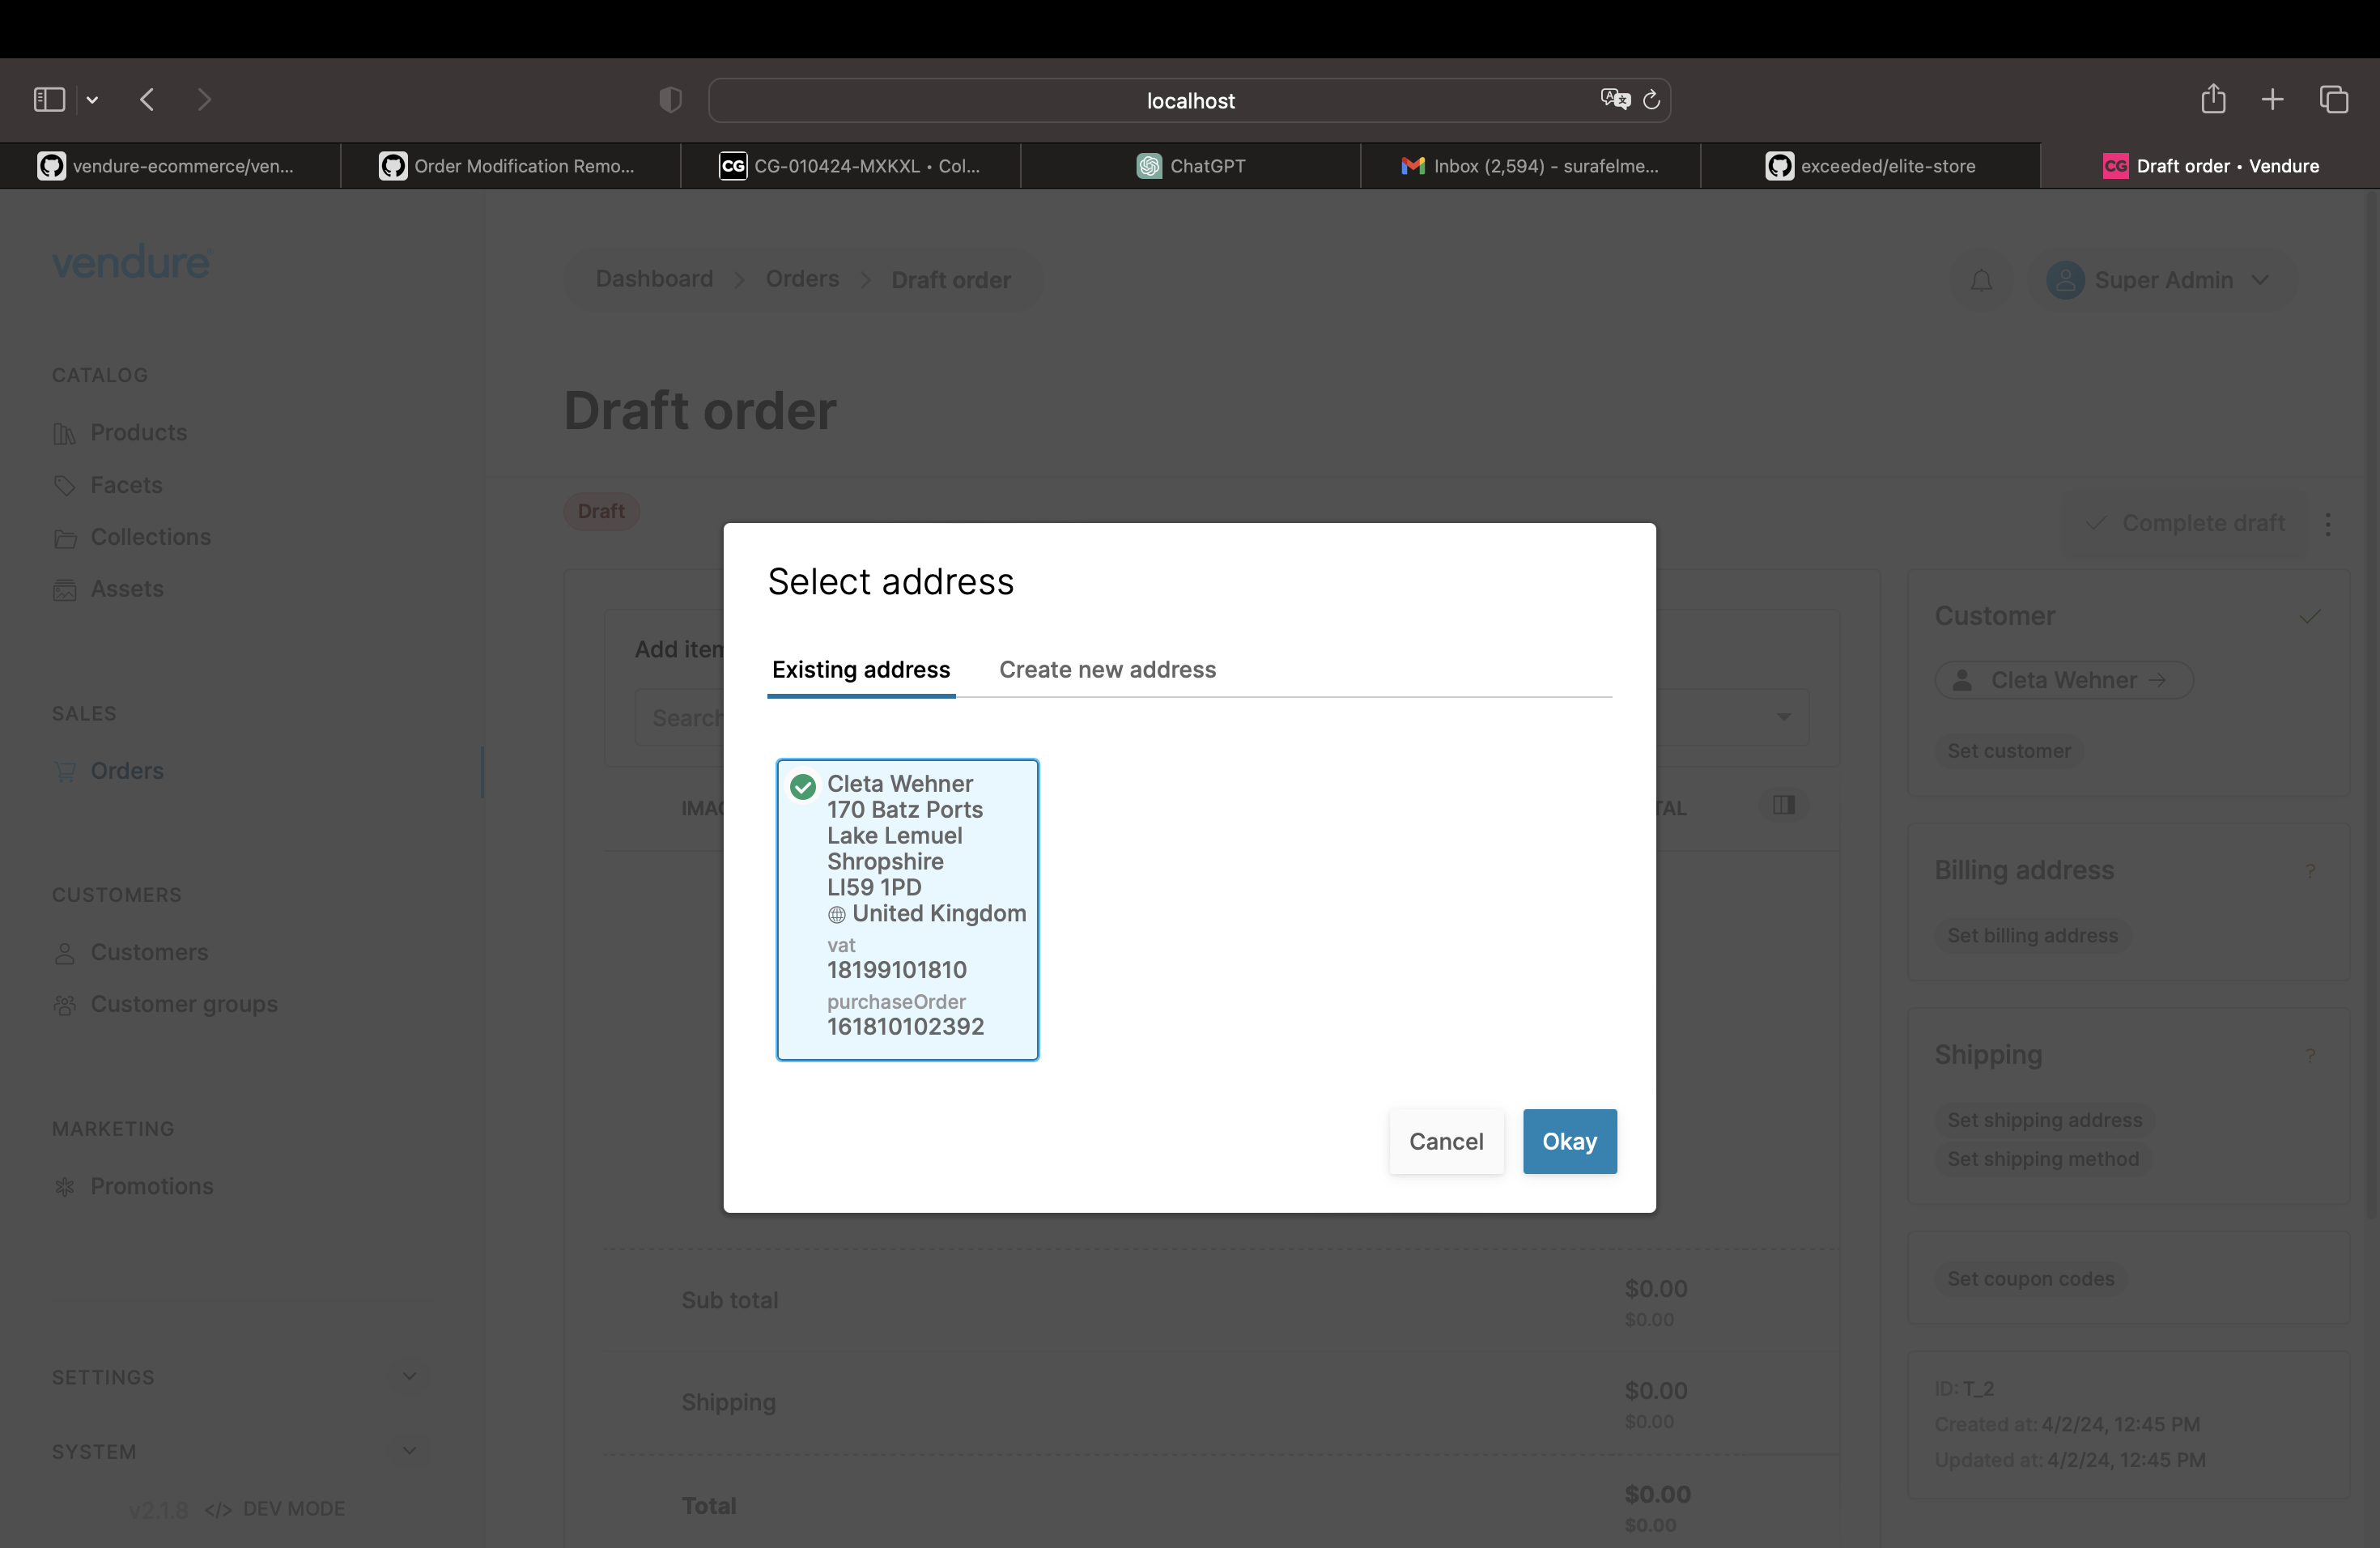 localhost
vendure-ecommerce/ven...
Order Modification Remo...
CG CG-010424-MXKXL • Col...
ChatGPT
Inbox (2,594) - surafelme...
exceeded/elite-store
CG Draft order • Vendure
vendure
Dashboard > Orders > Draft order
Super Admin
CATALOG
Products
Facets
Collections
Assets
SALES
Orders
CUSTOMERS
Customers
Customer groups
MARKETING
Promotions
SETTINGS
SYSTEM
v2.1.8 </> DEV MODE
Draft order
Draft
Complete draft
Add item
Search
IMAG
TAL
Select address
Existing address
Create new address
Cleta Wehner
170 Batz Ports
Lake Lemuel
Shropshire
LI59 1PD
United Kingdom
vat
18199101810
purchaseOrder
161810102392
Cancel
Okay
Sub total
$0.00
$0.00
Shipping
$0.00
$0.00
Total
$0.00
$0.00
Customer
Cleta Wehner →
Set customer
Billing address
?
Set billing address
Shipping
?
Set shipping address
Set shipping method
Set coupon codes
ID: T_2
Created at: 4/2/24, 12:45 PM
Updated at: 4/2/24, 12:45 PM